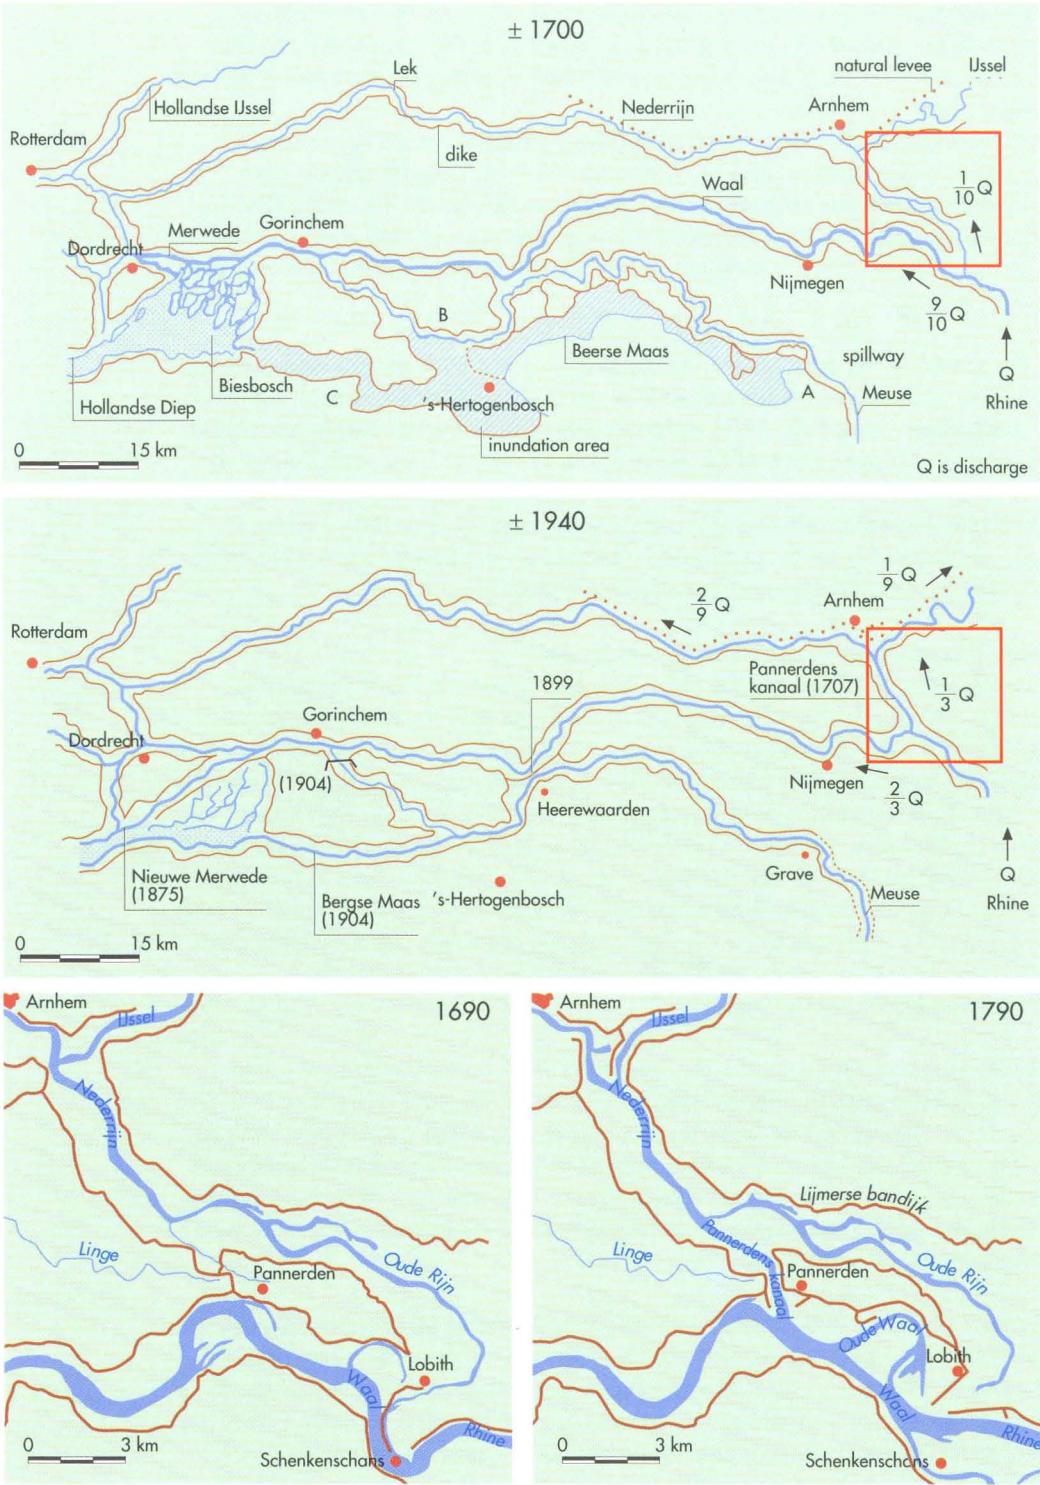 ± 1700
natural levee
IJssel
Lek
Hollandse IJssel
Nederrijn
Arnhem
Rotterdam
dike
1/10 Q
Waal
Merwede
Gorinchem
Dordrecht
Nijmegen
9/10 Q
B
Beerse Maas
spillway
Q
Rhine
Biesbosch
C
A
Meuse
Hollandse Diep
's-Hertogenbosch
inundation area
0 15 km
Q is discharge
± 1940
1/9 Q
2/9 Q
Arnhem
Rotterdam
Pannerdens
kanaal (1707)
1899
1/3 Q
Gorinchem
Dordrecht
(1904)
Nijmegen
2/3 Q
Heerewaarden
Grave
Q
Rhine
Nieuwe Merwede
(1875)
Bergse Maas
(1904)
's-Hertogenbosch
Meuse
0 15 km
Arnhem
IJssel
1690
Nederrijn
Linge
Oude Rijn
Pannerden
Lobith
Waal
Rhine
Schenkenschans
0 3 km
Arnhem
IJssel
1790
Nederrijn
Lijmerse bandijk
Pannerdens kanaal
Linge
Oude Rijn
Pannerden
Oude Waal
Lobith
Waal
Rhine
Schenkenschans
0 3 km